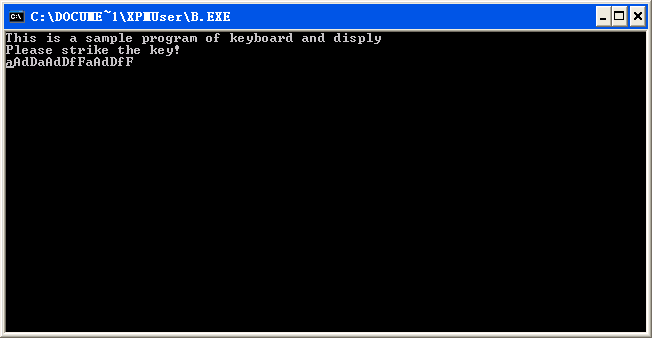 C:\DOCUME~1\XPMUser\B.EXE
This is a sample program of keyboard and disply
Please strike the key!
aAdDaAdDfFaAdDfF